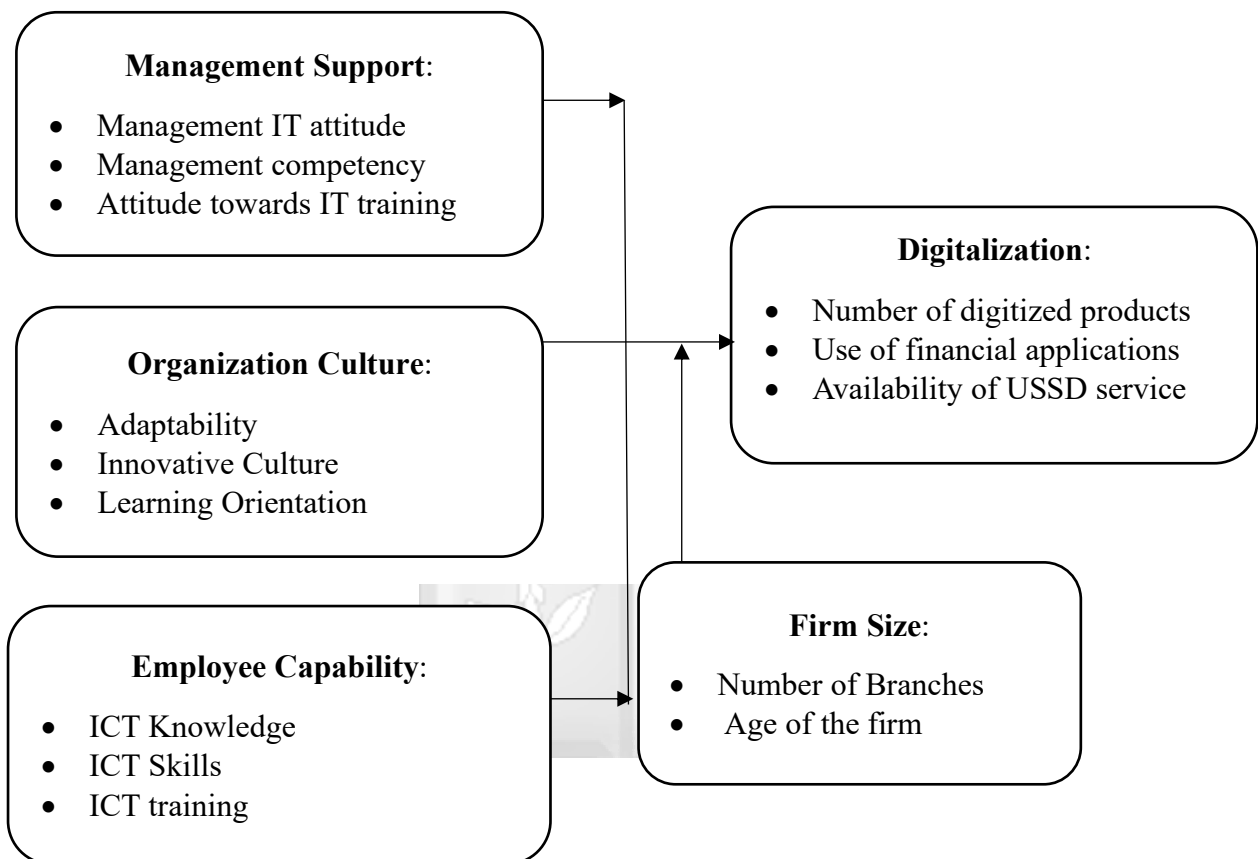 Management Support:
• Management IT attitude
• Management competency
• Attitude towards IT training
Organization Culture:
• Adaptability
• Innovative Culture
• Learning Orientation
Employee Capability:
• ICT Knowledge
• ICT Skills
• ICT training
Digitalization:
• Number of digitized products
• Use of financial applications
• Availability of USSD service
Firm Size:
• Number of Branches
• Age of the firm